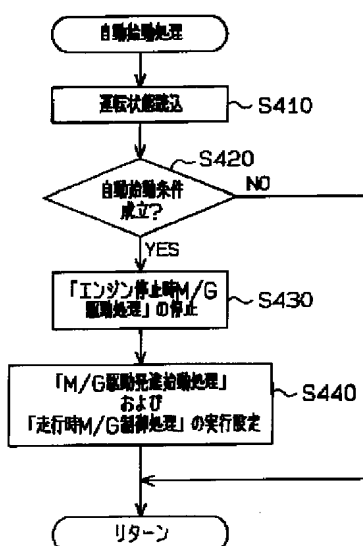 自動始動処理
運転状態読込
S410
S420
自動始動条件
成立?
NO
YES
「エンジン停止時M/G
駆動処理」の停止
S430
「M/G駆動発進始動処理」
および
「走行時M/G制御処理」の実行設定
S440
リターン